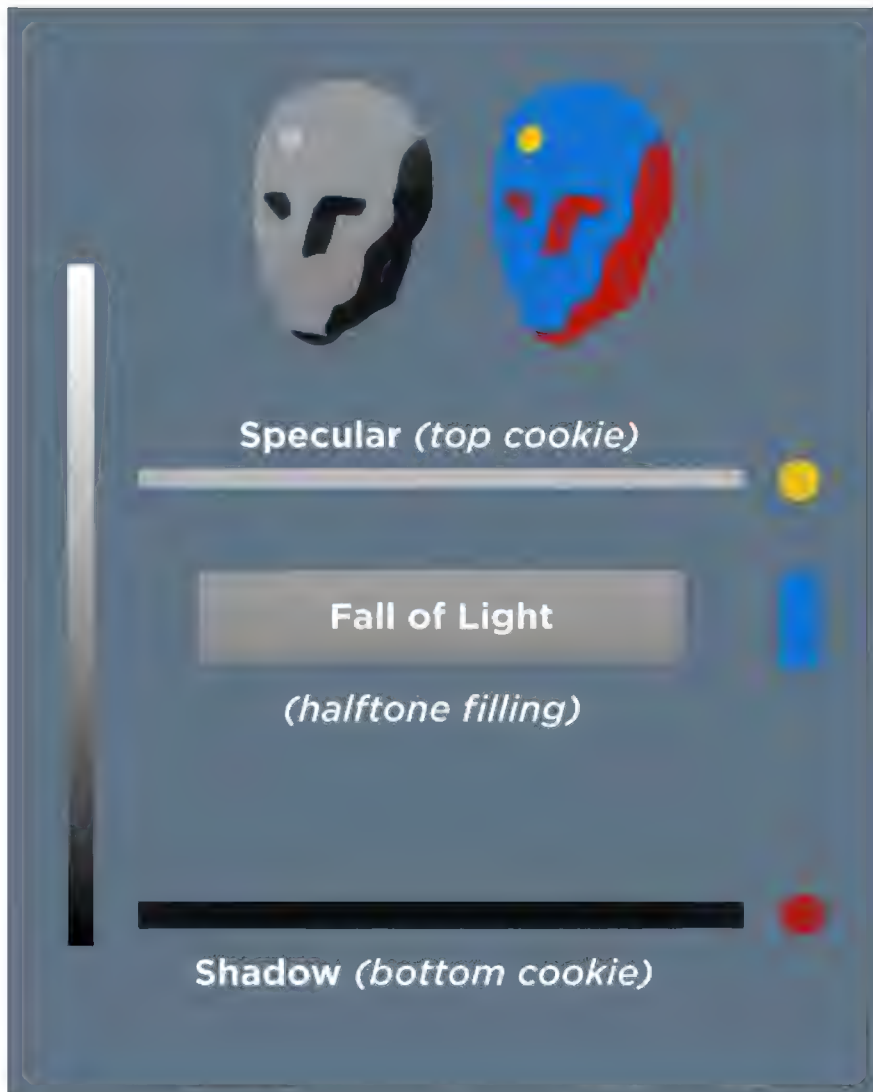 Specular (top cookie)
Fall of Light
(halftone filling)
Shadow (bottom cookie)